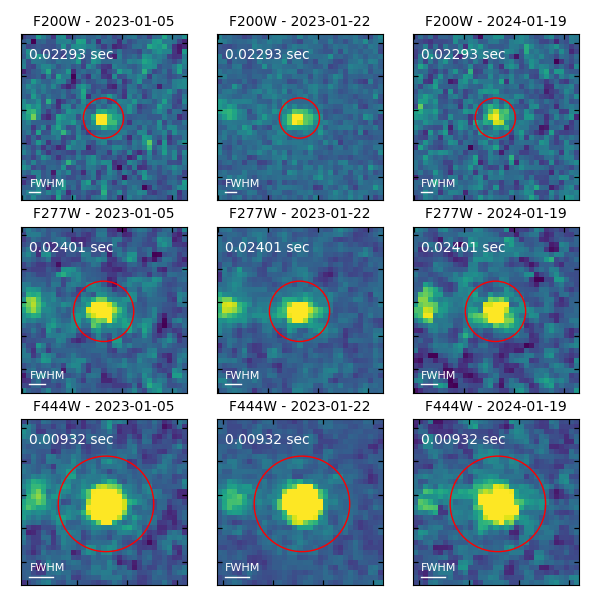 F200W - 2023-01-05
F200W - 2023-01-22
F200W - 2024-01-19
0.02293 sec
0.02293 sec
0.02293 sec
FWHM
FWHM
FWHM
F277W - 2023-01-05
F277W - 2023-01-22
F277W - 2024-01-19
0.02401 sec
0.02401 sec
0.02401 sec
FWHM
FWHM
FWHM
F444W - 2023-01-05
F444W - 2023-01-22
F444W - 2024-01-19
0.00932 sec
0.00932 sec
0.00932 sec
FWHM
FWHM
FWHM